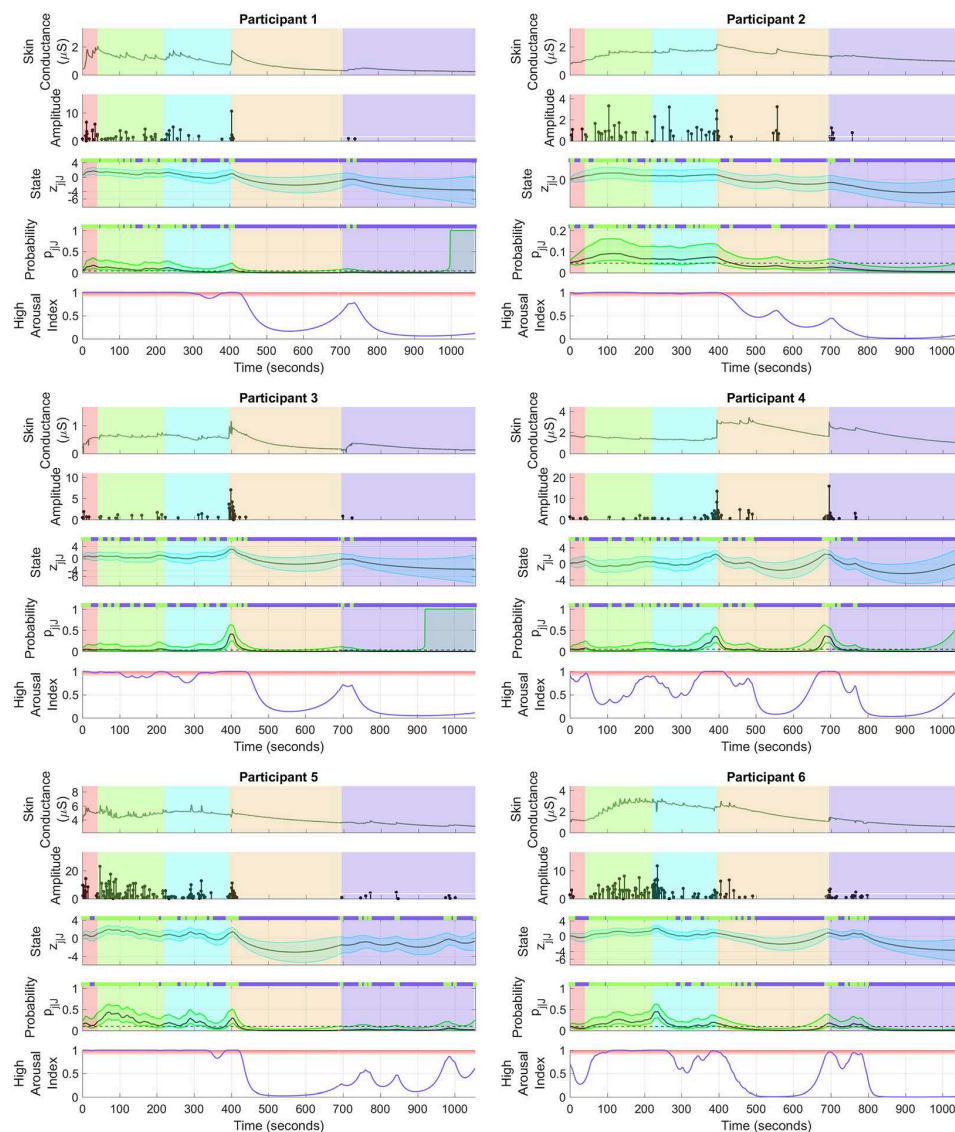 Participant 1
Skin
Conductance
(μS)
2
0
Amplitude
10
0
State
z_j|J
4
0
-4
-6
Probability
p_j|J
1
0.5
0
High
Arousal
Index
1
0.5
0
0 100 200 300 400 500 600 700 800 900 1000
Time (seconds)
Participant 2
Skin
Conductance
(μS)
2
0
Amplitude
4
2
0
State
z_j|J
0
Probability
p_j|J
0.2
0.1
0
High
Arousal
Index
1
0.5
0
0 100 200 300 400 500 600 700 800 900 1000
Time (seconds)
Participant 3
Skin
Conductance
(μS)
1
0
Amplitude
10
5
0
State
z_j|J
4
0
-4
-6
Probability
p_j|J
1
0.5
0
High
Arousal
Index
1
0.5
0
0 100 200 300 400 500 600 700 800 900 1000
Time (seconds)
Participant 4
Skin
Conductance
(μS)
4
2
0
Amplitude
20
10
0
State
z_j|J
4
0
-4
Probability
p_j|J
1
0.5
0
High
Arousal
Index
1
0.5
0
0 100 200 300 400 500 600 700 800 900 1000
Time (seconds)
Participant 5
Skin
Conductance
(μS)
8
6
4
Amplitude
20
0
State
z_j|J
4
0
-4
Probability
p_j|J
1
0.5
0
High
Arousal
Index
1
0.5
0
0 100 200 300 400 500 600 700 800 900 1000
Time (seconds)
Participant 6
Skin
Conductance
(μS)
4
2
0
Amplitude
10
0
State
z_j|J
4
0
-4
-6
Probability
p_j|J
1
0.5
0
High
Arousal
Index
1
0.5
0
0 100 200 300 400 500 600 700 800 900 1000
Time (seconds)